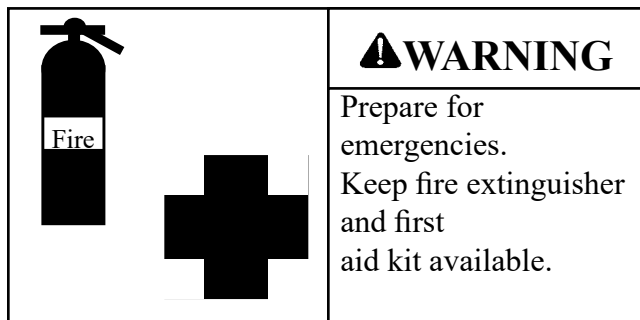 Fire
WARNING
Prepare for
emergencies.
Keep fire extinguisher
and first
aid kit available.